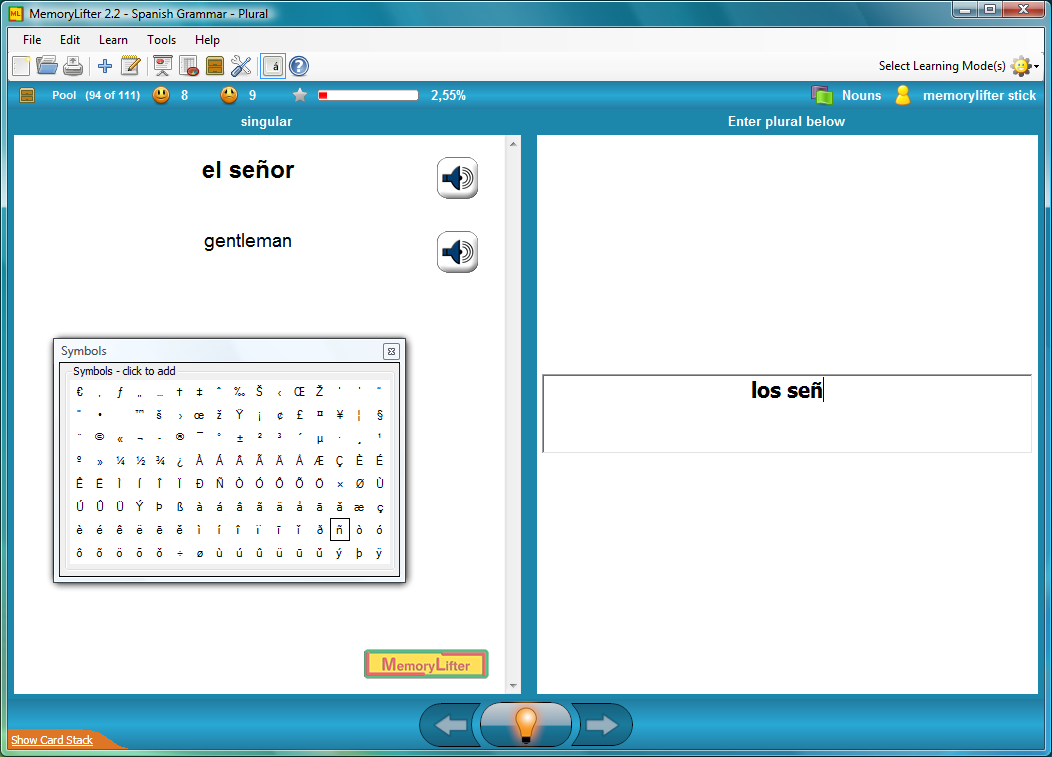 MemoryLifter 2.2 - Spanish Grammar - Plural
File Edit Learn Tools Help
Select Learning Mode(s)
Pool (94 of 111) 8 9 2,55% Nouns memorylifter stick
singular
Enter plural below
el señor
gentleman
los señ
Symbols
Symbols - click to add
€ ‚ ƒ „ … † ‡ ˆ ‰ Š ‹ Œ Ž
• ™ š › œ ž Ÿ ¡ ¢ £ ¤ ¥ ¦ §
¨ © « ¬ - ® ¯ ° ± ² ³ ´ µ · ¸ ¹
º » ¼ ½ ¾ ¿ À Á Â Ã Ä Å Æ Ç È É
Ê Ë Ì Í Î Ï Ð Ñ Ò Ó Ô Õ Ö × Ø Ù
Ú Û Ü Ý Þ ß à á â ã ä å ā ă æ ç
è é ê ë ē ĕ ì í î ï ī ĭ ð ñ ò ó
ô õ ö ō ŏ ÷ ø ù ú û ü ū ŭ ý þ ÿ
MemoryLifter
Show Card Stack